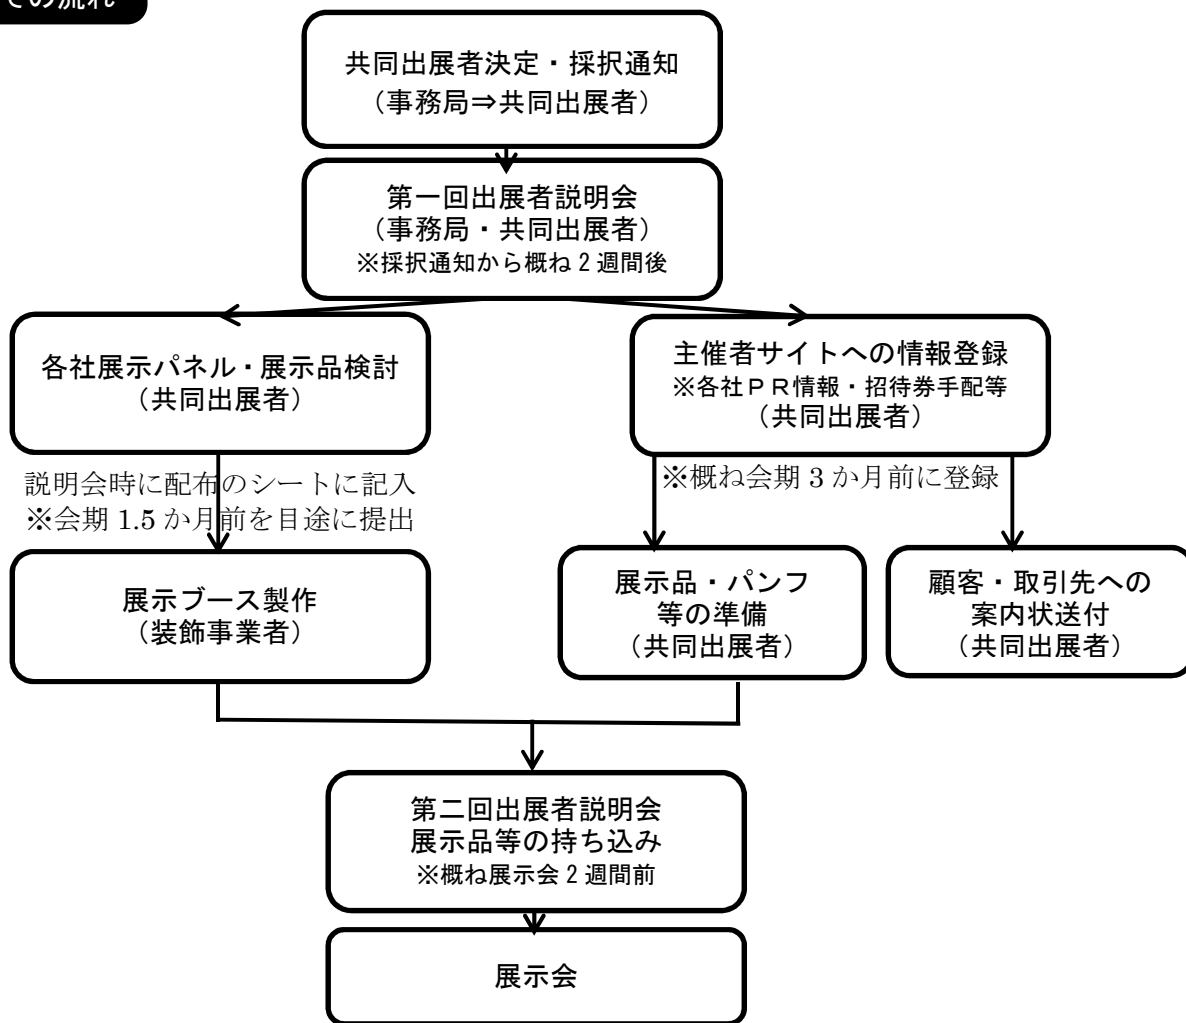 での流れ
共同出展者決定・採択通知
（事務局⇒共同出展者）
第一回出展者説明会
（事務局・共同出展者）
※採択通知から概ね２週間後
各社展示パネル・展示品検討
（共同出展者）
主催者サイトへの情報登録
※各社ＰＲ情報・招待券手配等
（共同出展者）
説明会時に配布のシートに記入
※会期 1.5 か月前を目途に提出
※概ね会期 3 か月前に登録
展示ブース製作
（装飾事業者）
展示品・パンフ
等の準備
（共同出展者）
顧客・取引先への
案内状送付
（共同出展者）
第二回出展者説明会
展示品等の持ち込み
※概ね展示会２週間前
展示会